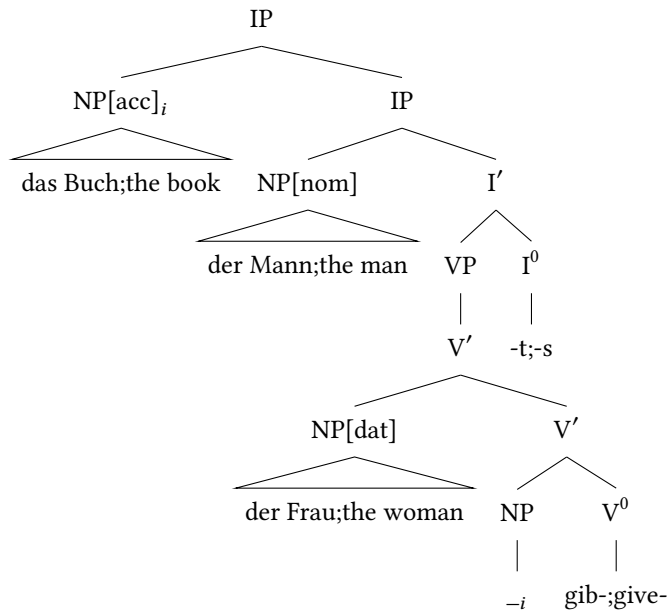 IP
NP[acc]ᵢ IP
das Buch;the book NP[nom] I′
der Mann;the man VP I⁰
V′ -t;-s
NP[dat] V′
der Frau;the woman NP V⁰
_ᵢ gib-;give-